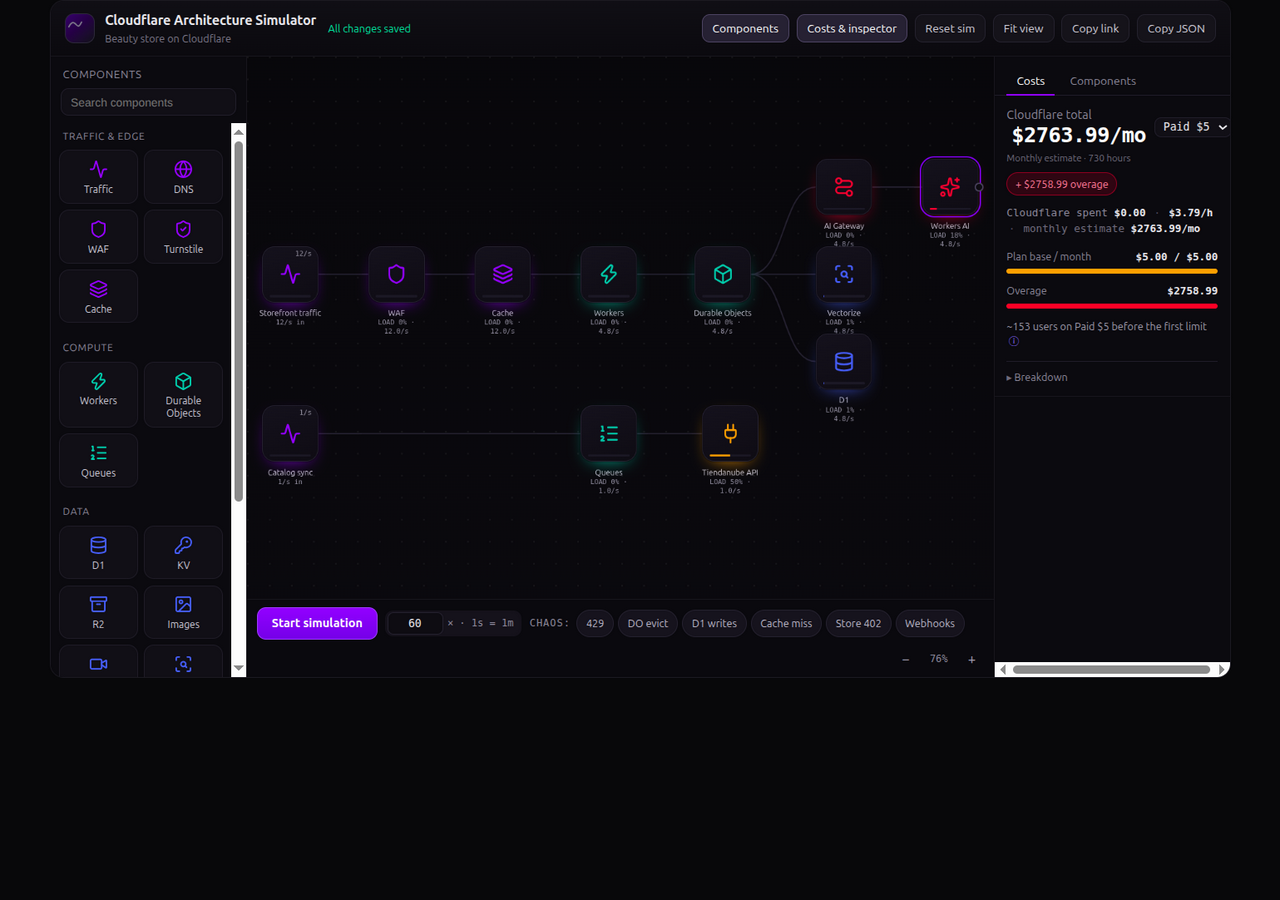 Cloudflare Architecture Simulator
Beauty store on Cloudflare
All changes saved
Components
Costs & inspector
Reset sim
Fit view
Copy link
Copy JSON
COMPONENTS
Search components
TRAFFIC & EDGE
Traffic
DNS
WAF
Turnstile
Cache
COMPUTE
Workers
Durable
Objects
Queues
DATA
D1
KV
R2
Images
12/s
Storefront traffic
12/s in
WAF
LOAD 0% ·
12.0/s
Cache
LOAD 0% ·
12.0/s
Workers
LOAD 0% ·
4.8/s
Durable Objects
LOAD 0% ·
4.8/s
AI Gateway
LOAD 0% ·
4.8/s
Workers AI
LOAD 18% ·
4.8/s
Vectorize
LOAD 1% ·
4.8/s
D1
LOAD 1% ·
4.8/s
1/s
Catalog sync
1/s in
Queues
LOAD 0% ·
1.0/s
Tiendanube API
LOAD 50% ·
1.0/s
Start simulation
60
× · 1s = 1m
CHAOS:
429
DO evict
D1 writes
Cache miss
Store 402
Webhooks
− 76% +
Costs
Components
Cloudflare total
$2763.99/mo
Paid $5
Monthly estimate · 730 hours
+ $2758.99 overage
Cloudflare spent $0.00 · $3.79/h
· monthly estimate $2763.99/mo
Plan base / month $5.00 / $5.00
Overage $2758.99
~153 users on Paid $5 before the first limit
ⓘ
▸ Breakdown